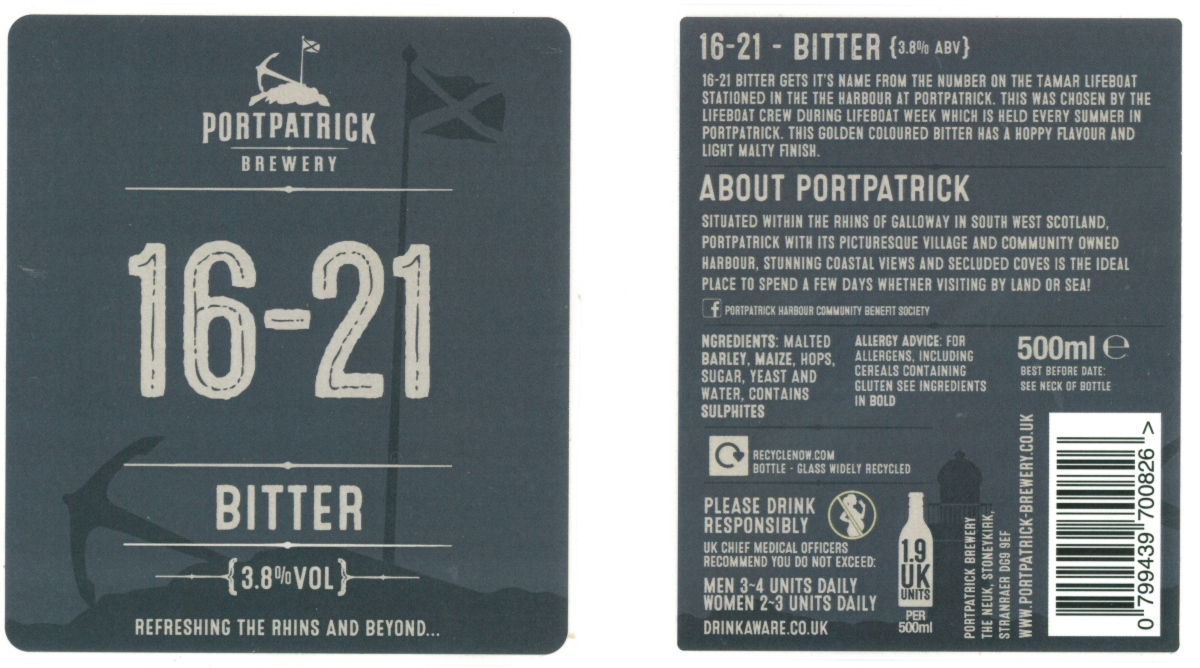 PORTPATRICK
BREWERY
16-21
BITTER
{3.8% VOL}
REFRESHING THE RHINS AND BEYOND...
16-21 - BITTER {3.8% ABV}
16-21 BITTER GETS IT'S NAME FROM THE NUMBER ON THE TAMAR LIFEBOAT
STATIONED IN THE THE HARBOUR AT PORTPATRICK. THIS WAS CHOSEN BY THE
LIFEBOAT CREW DURING LIFEBOAT WEEK WHICH IS HELD EVERY SUMMER IN
PORTPATRICK. THIS GOLDEN COLOURED BITTER HAS A HOPPY FLAVOUR AND
LIGHT MALTY FINISH.
ABOUT PORTPATRICK
SITUATED WITHIN THE RHINS OF GALLOWAY IN SOUTH WEST SCOTLAND,
PORTPATRICK WITH ITS PICTURESQUE VILLAGE AND COMMUNITY OWNED
HARBOUR, STUNNING COASTAL VIEWS AND SECLUDED COVES IS THE IDEAL
PLACE TO SPEND A FEW DAYS WHETHER VISITING BY LAND OR SEA!
f PORTPATRICK HARBOUR COMMUNITY BENEFIT SOCIETY
NGREDIENTS: MALTED
BARLEY, MAIZE, HOPS,
SUGAR, YEAST AND
WATER, CONTAINS
SULPHITES
ALLERGY ADVICE: FOR
ALLERGENS, INCLUDING
CEREALS CONTAINING
GLUTEN SEE INGREDIENTS
IN BOLD
500ml e
BEST BEFORE DATE:
SEE NECK OF BOTTLE
RECYCLENOW.COM
BOTTLE - GLASS WIDELY RECYCLED
PLEASE DRINK
RESPONSIBLY
UK CHIEF MEDICAL OFFICERS
RECOMMEND YOU DO NOT EXCEED:
MEN 3-4 UNITS DAILY
WOMEN 2-3 UNITS DAILY
DRINKAWARE.CO.UK
1.9
UK
UNITS
PER
500ml
PORTPATRICK BREWERY
THE NEUK, STONEYKIRK,
STRANRAER DG9 9EF
WWW.PORTPATRICK-BREWERY.CO.UK
0 799439 700826 >